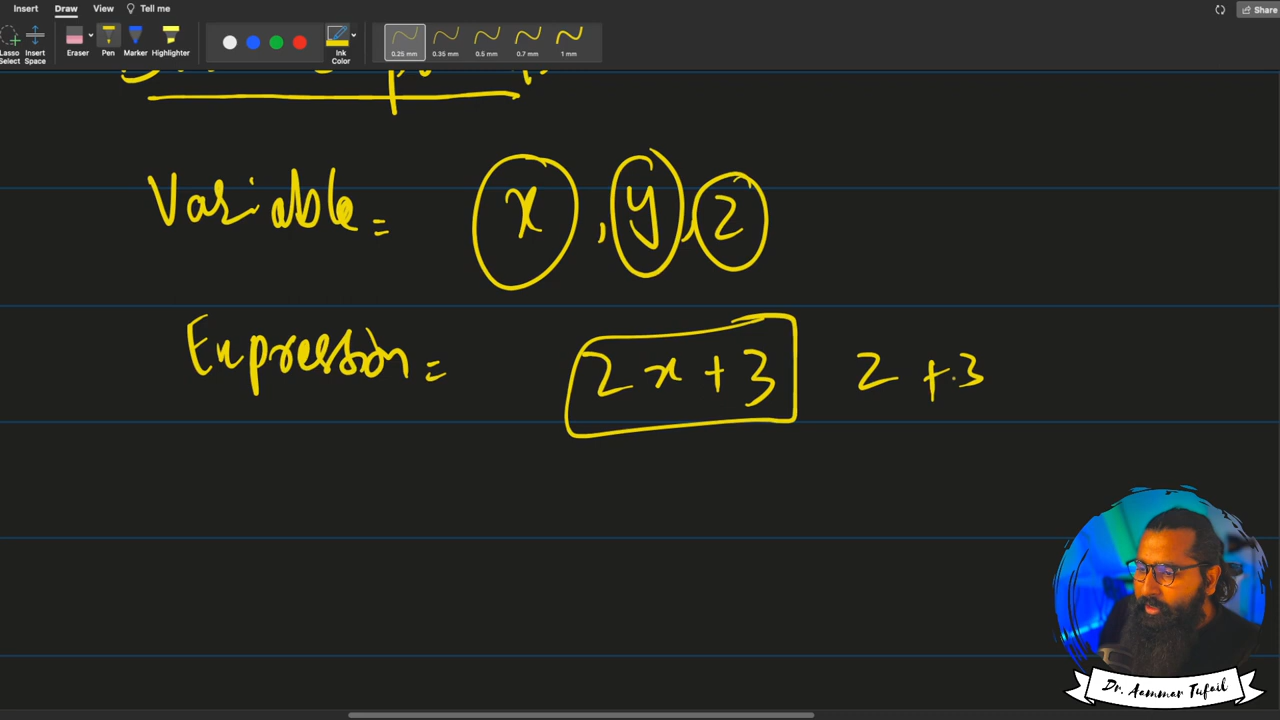 Insert Draw View Tell me
Share
Lasso Select Insert Space Eraser Pen Marker Highlighter Ink Color 0.25 mm 0.35 mm 0.5 mm 0.7 mm 1 mm
Variable = x , y , z
Expression = 2x + 3 2 + 3
Dr. Aammar Tufail